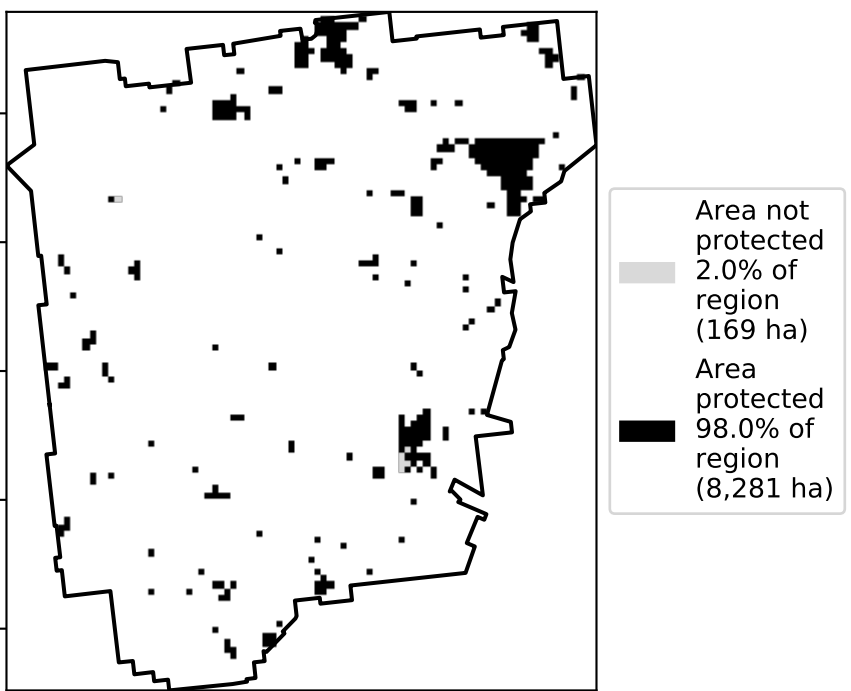 Area not
protected
2.0% of
region
(169 ha)
Area
protected
98.0% of
region
(8,281 ha)